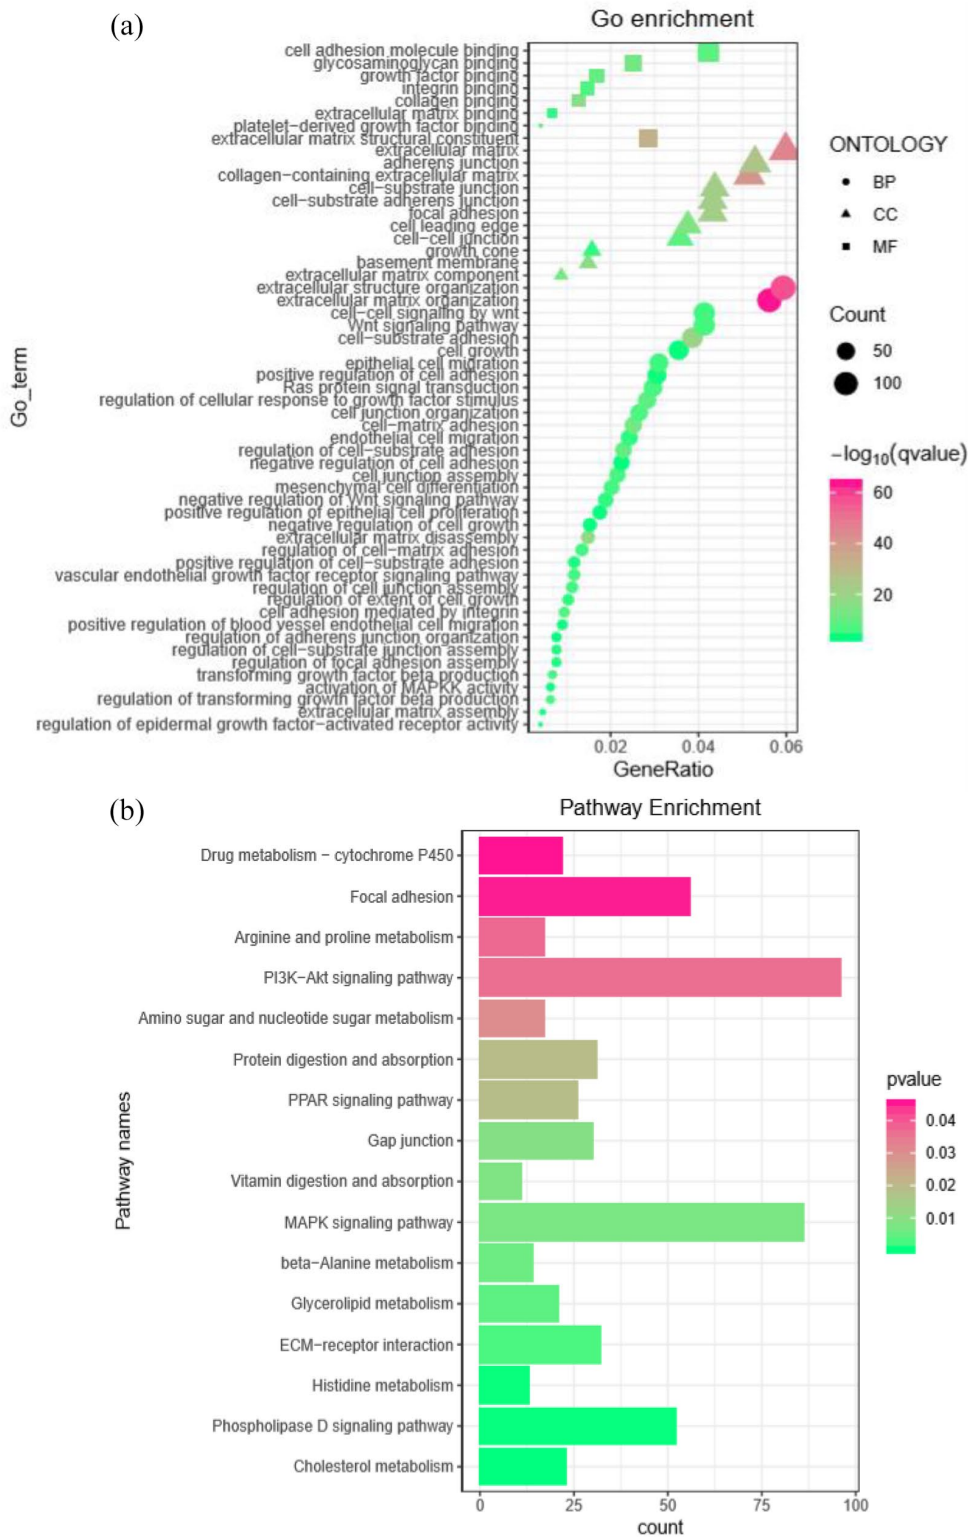 (a)
Go enrichment
cell adhesion molecule binding
glycosaminoglycan binding
growth factor binding
integrin binding
collagen binding
extracellular matrix binding
platelet−derived growth factor binding
extracellular matrix structural constituent
extracellular matrix
adherens junction
collagen−containing extracellular matrix
cell−substrate junction
cell−substrate adherens junction
focal adhesion
cell leading edge
cell−cell junction
growth cone
basement membrane
extracellular matrix component
extracellular structure organization
extracellular matrix organization
cell−cell signaling by wnt
Wnt signaling pathway
cell−substrate adhesion
cell growth
epithelial cell migration
positive regulation of cell adhesion
Ras protein signal transduction
regulation of cellular response to growth factor stimulus
cell junction organization
cell−matrix adhesion
endothelial cell migration
regulation of cell−substrate adhesion
negative regulation of cell adhesion
cell junction assembly
mesenchymal cell differentiation
negative regulation of Wnt signaling pathway
positive regulation of epithelial cell proliferation
negative regulation of cell growth
extracellular matrix disassembly
regulation of cell−matrix adhesion
positive regulation of cell−substrate adhesion
vascular endothelial growth factor receptor signaling pathway
regulation of cell junction assembly
regulation of extent of cell growth
cell adhesion mediated by integrin
positive regulation of blood vessel endothelial cell migration
regulation of adherens junction organization
regulation of cell−substrate junction assembly
regulation of focal adhesion assembly
transforming growth factor beta production
activation of MAPKK activity
regulation of transforming growth factor beta production
extracellular matrix assembly
regulation of epidermal growth factor−activated receptor activity
Go_term
0.02 0.04 0.06
GeneRatio
ONTOLOGY
BP
CC
MF
Count
50
100
−log10(qvalue)
60
40
20
(b)
Pathway Enrichment
Drug metabolism − cytochrome P450
Focal adhesion
Arginine and proline metabolism
PI3K−Akt signaling pathway
Amino sugar and nucleotide sugar metabolism
Protein digestion and absorption
PPAR signaling pathway
Gap junction
Vitamin digestion and absorption
MAPK signaling pathway
beta−Alanine metabolism
Glycerolipid metabolism
ECM−receptor interaction
Histidine metabolism
Phospholipase D signaling pathway
Cholesterol metabolism
Pathway names
0 25 50 75 100
count
pvalue
0.04
0.03
0.02
0.01